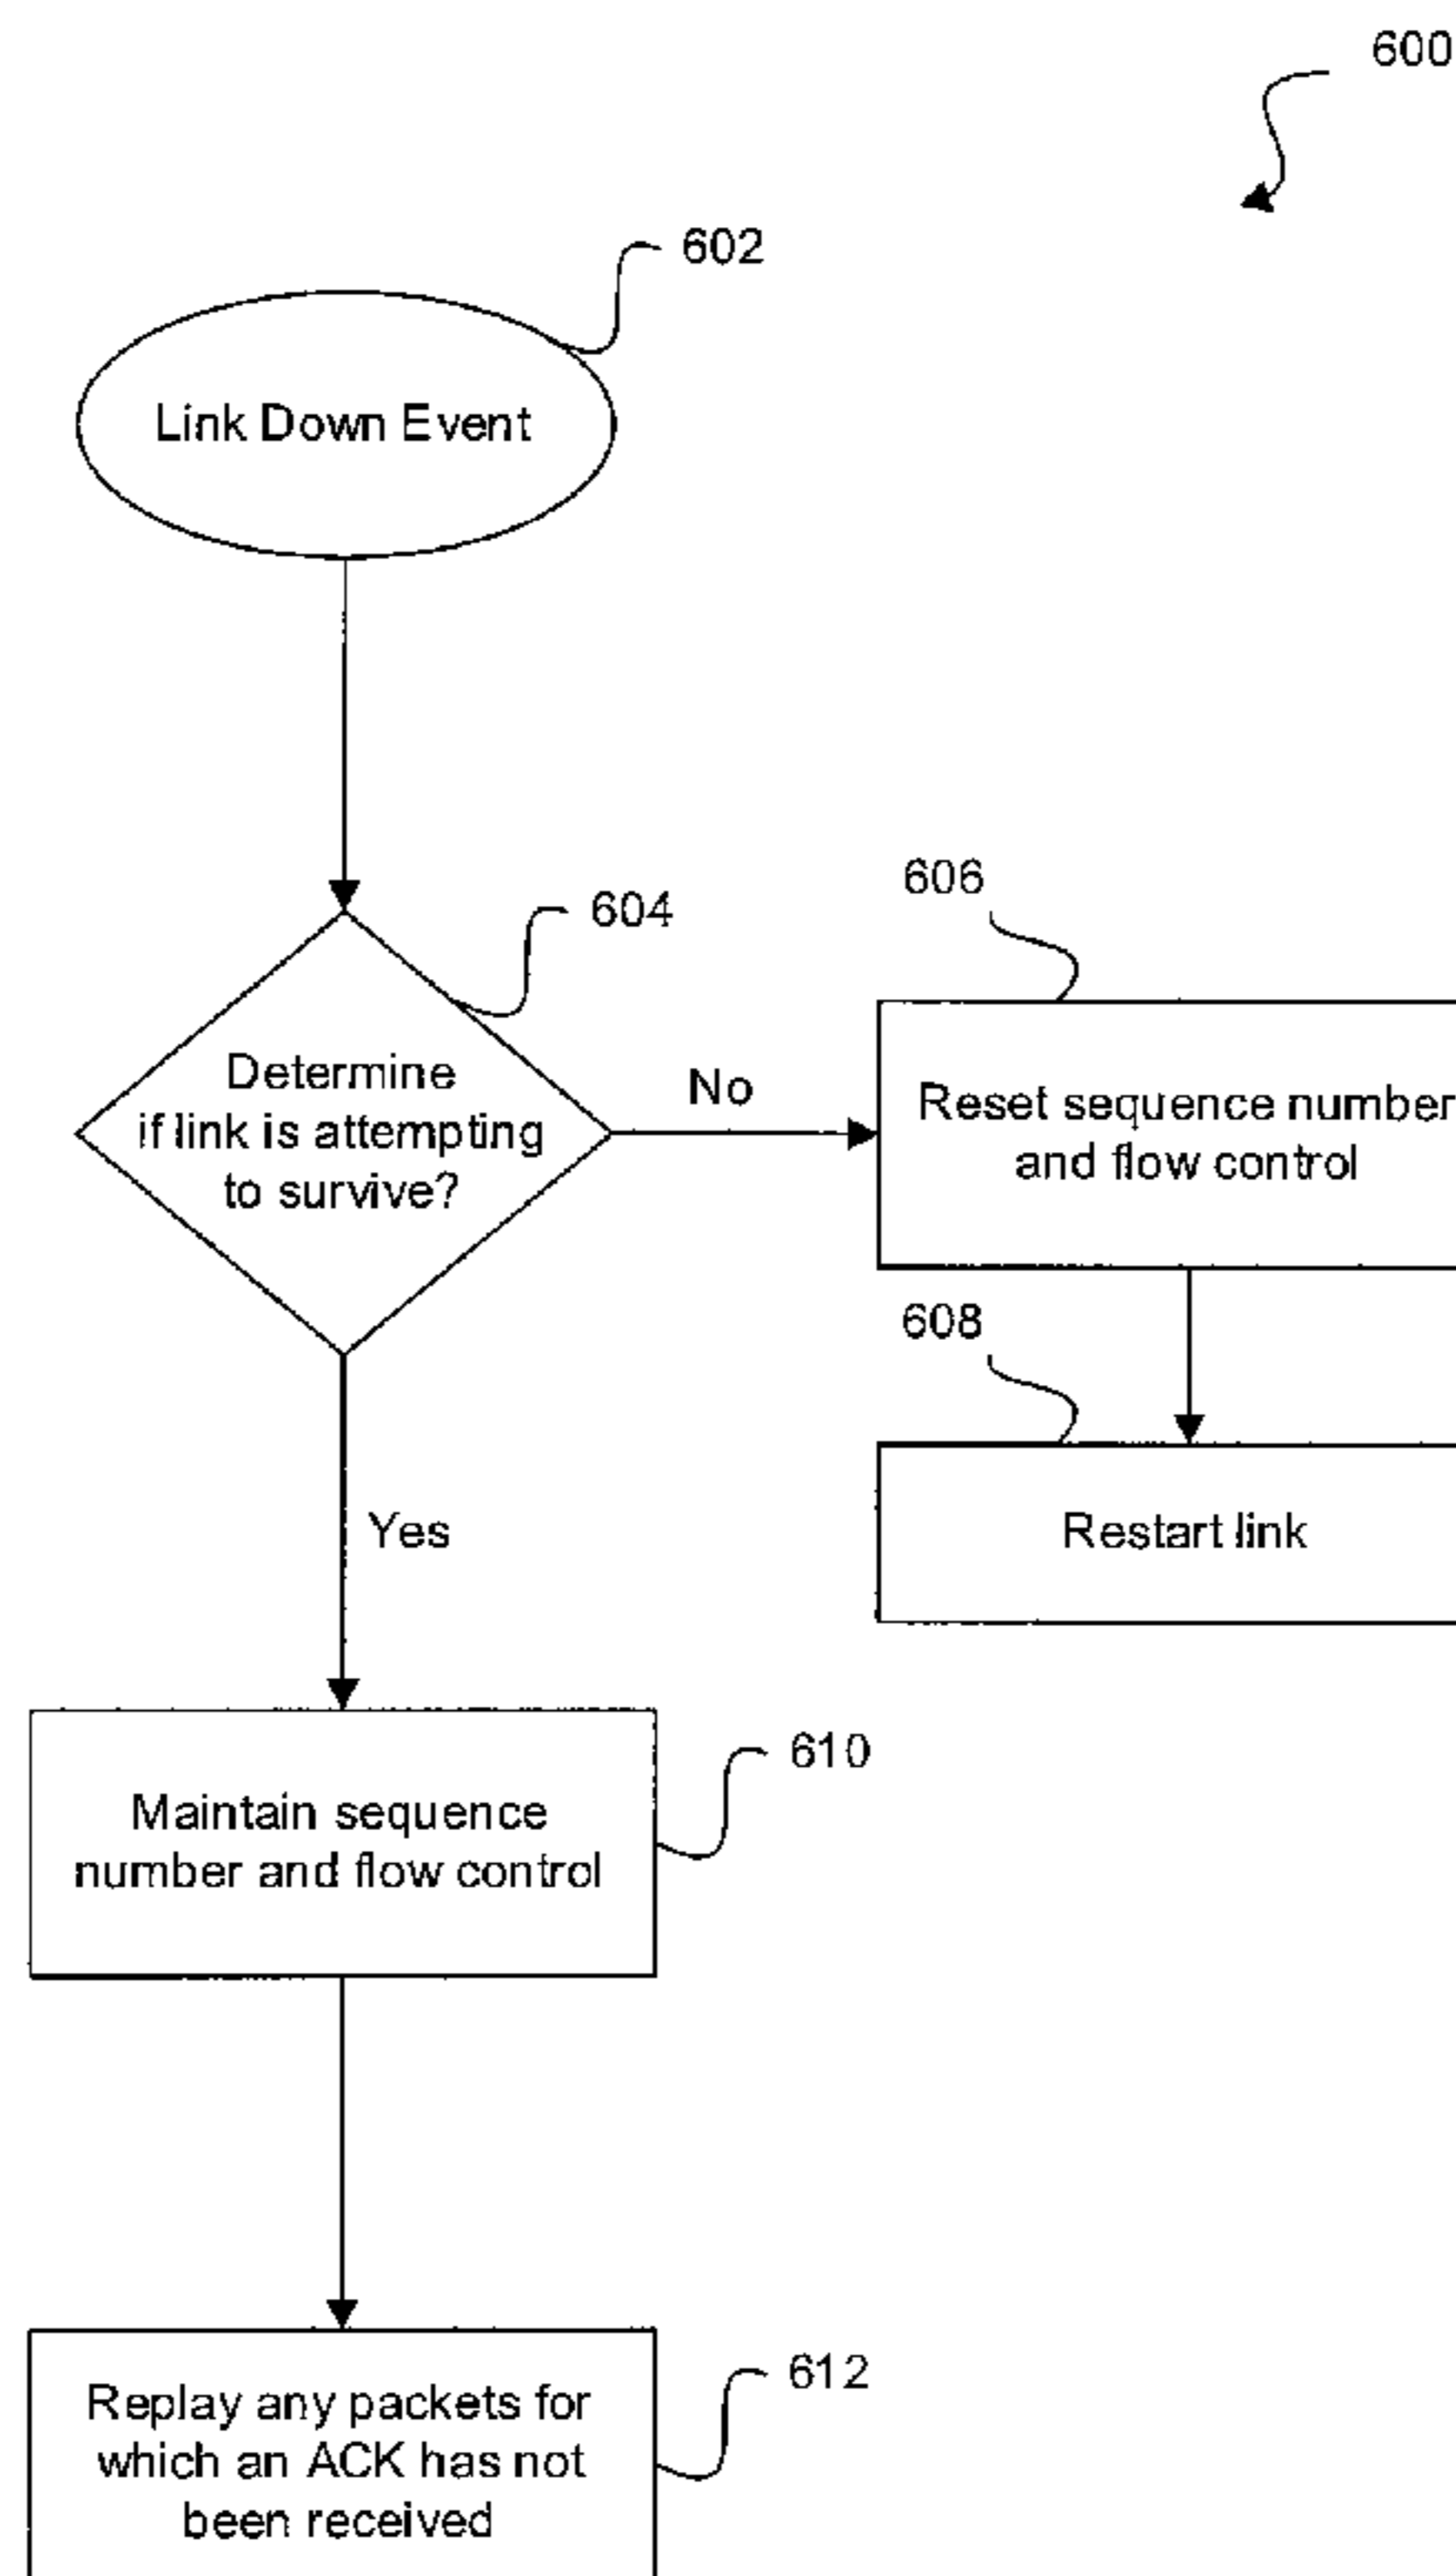 600
602
Link Down Event
604
Determine
if link is attempting
to survive?
No
606
Reset sequence number
and flow control
608
Restart link
Yes
610
Maintain sequence
number and flow control
612
Replay any packets for
which an ACK has not
been received